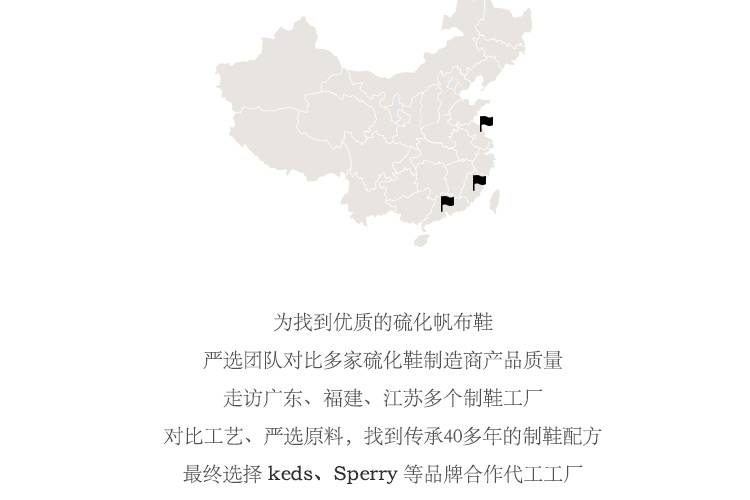 为找到优质的硫化帆布鞋
严选团队对比多家硫化鞋制造商产品质量
走访广东、福建、江苏多个制鞋工厂
对比工艺、严选原料，找到传承40多年的制鞋配方
最终选择 keds、Sperry 等品牌合作代工工厂